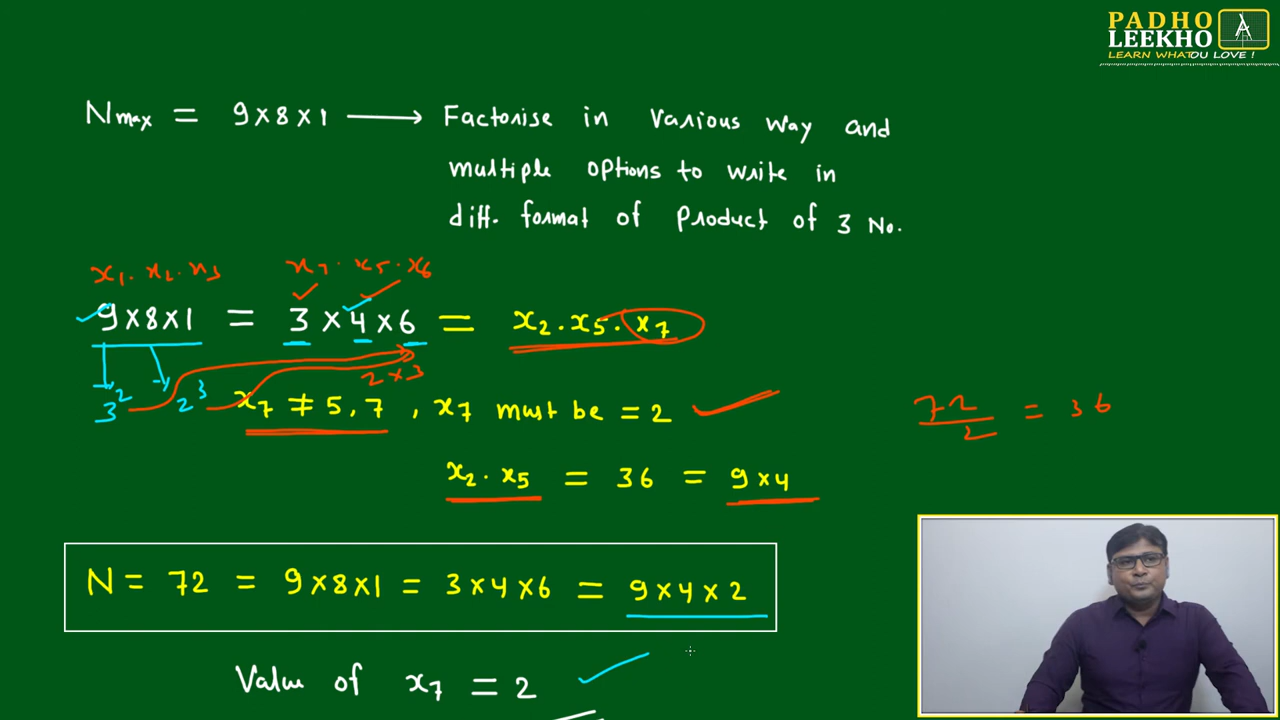 PADHO
LEEKHO
LEARN WHAT OU LOVE !
Nmax = 9×8×1 ⟶ Factorise in various way and
multiple options to write in
diff. format of Product of 3 No.
x₁. x₂. x₃ x₇. x₅. x₆
9×8×1 = 3×4×6 = x₂. x₅. x₇
2×3
3² 2³ x₇ ≠ 5,7 , x₇ must be = 2
72/2 = 36
x₂. x₅ = 36 = 9×4
N = 72 = 9×8×1 = 3×4×6 = 9×4×2
Value of x₇ = 2